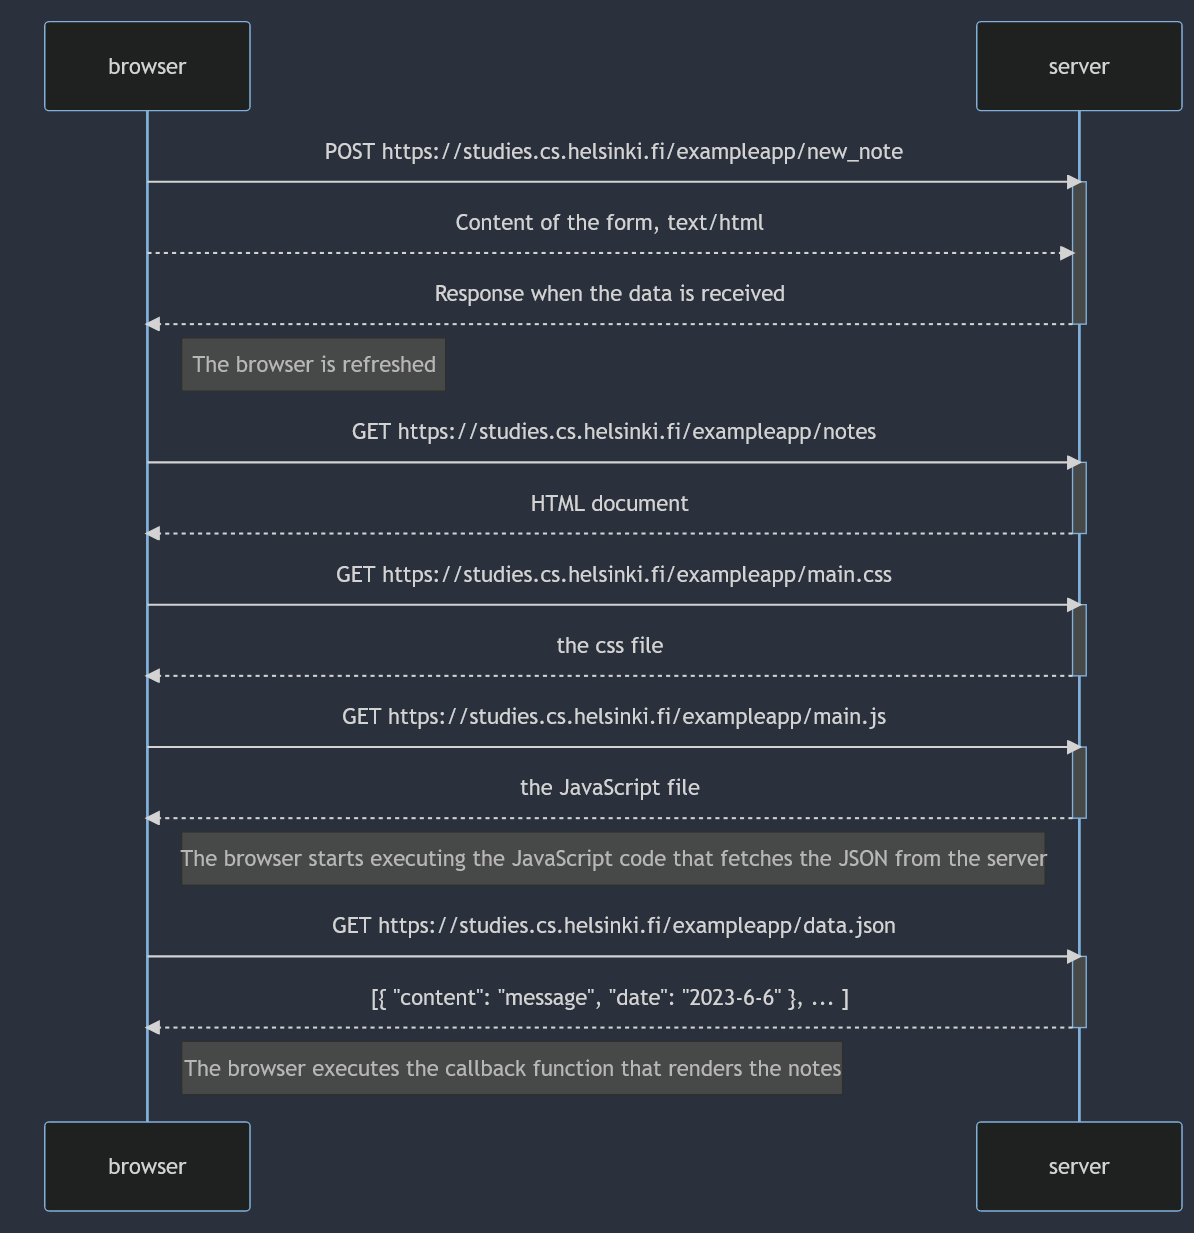 browser
server
POST https://studies.cs.helsinki.fi/exampleapp/new_note
Content of the form, text/html
Response when the data is received
The browser is refreshed
GET https://studies.cs.helsinki.fi/exampleapp/notes
HTML document
GET https://studies.cs.helsinki.fi/exampleapp/main.css
the css file
GET https://studies.cs.helsinki.fi/exampleapp/main.js
the JavaScript file
The browser starts executing the JavaScript code that fetches the JSON from the server
GET https://studies.cs.helsinki.fi/exampleapp/data.json
[{ "content": "message", "date": "2023-6-6" }, ... ]
The browser executes the callback function that renders the notes
browser
server